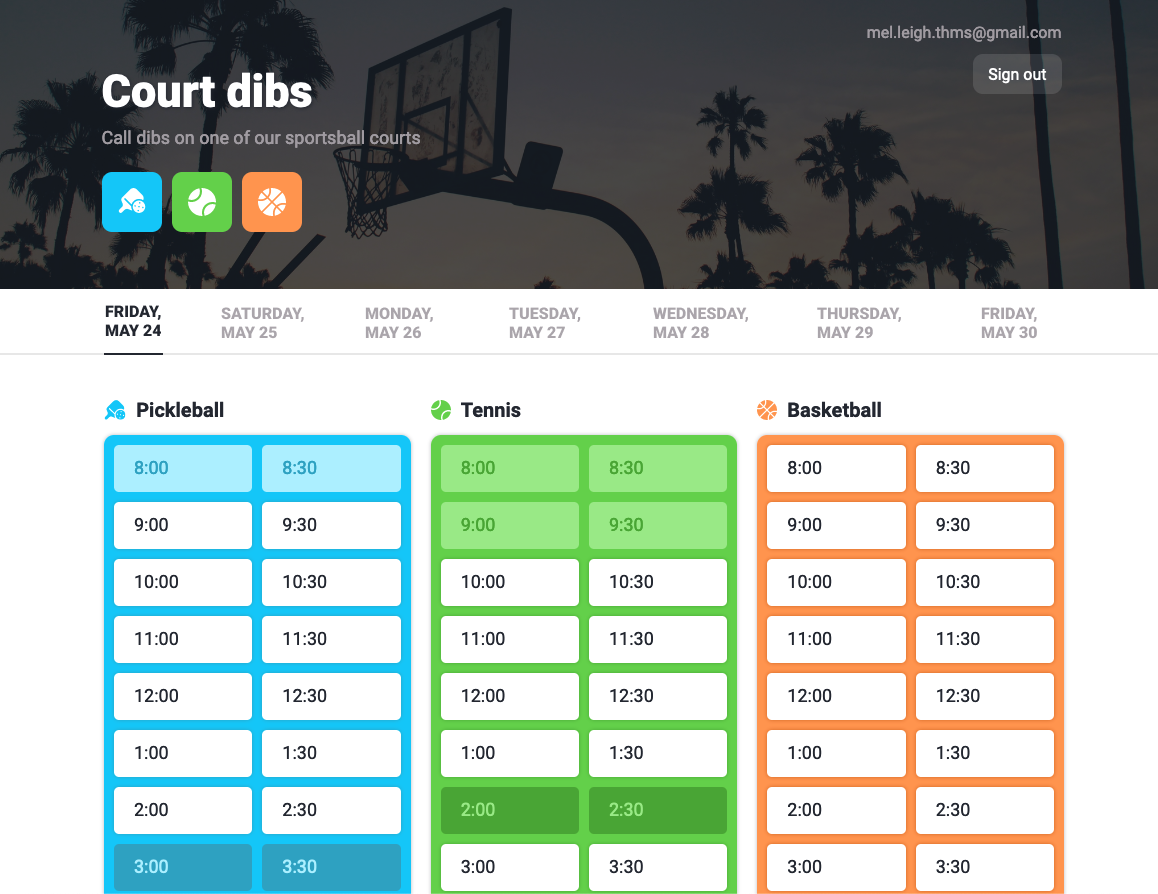 mel.leigh.thms@gmail.com
Sign out
Court dibs
Call dibs on one of our sportsball courts
FRIDAY,
MAY 24
SATURDAY,
MAY 25
MONDAY,
MAY 26
TUESDAY,
MAY 27
WEDNESDAY,
MAY 28
THURSDAY,
MAY 29
FRIDAY,
MAY 30
Pickleball
8:00 8:30
9:00 9:30
10:00 10:30
11:00 11:30
12:00 12:30
1:00 1:30
2:00 2:30
3:00 3:30
Tennis
8:00 8:30
9:00 9:30
10:00 10:30
11:00 11:30
12:00 12:30
1:00 1:30
2:00 2:30
3:00 3:30
Basketball
8:00 8:30
9:00 9:30
10:00 10:30
11:00 11:30
12:00 12:30
1:00 1:30
2:00 2:30
3:00 3:30